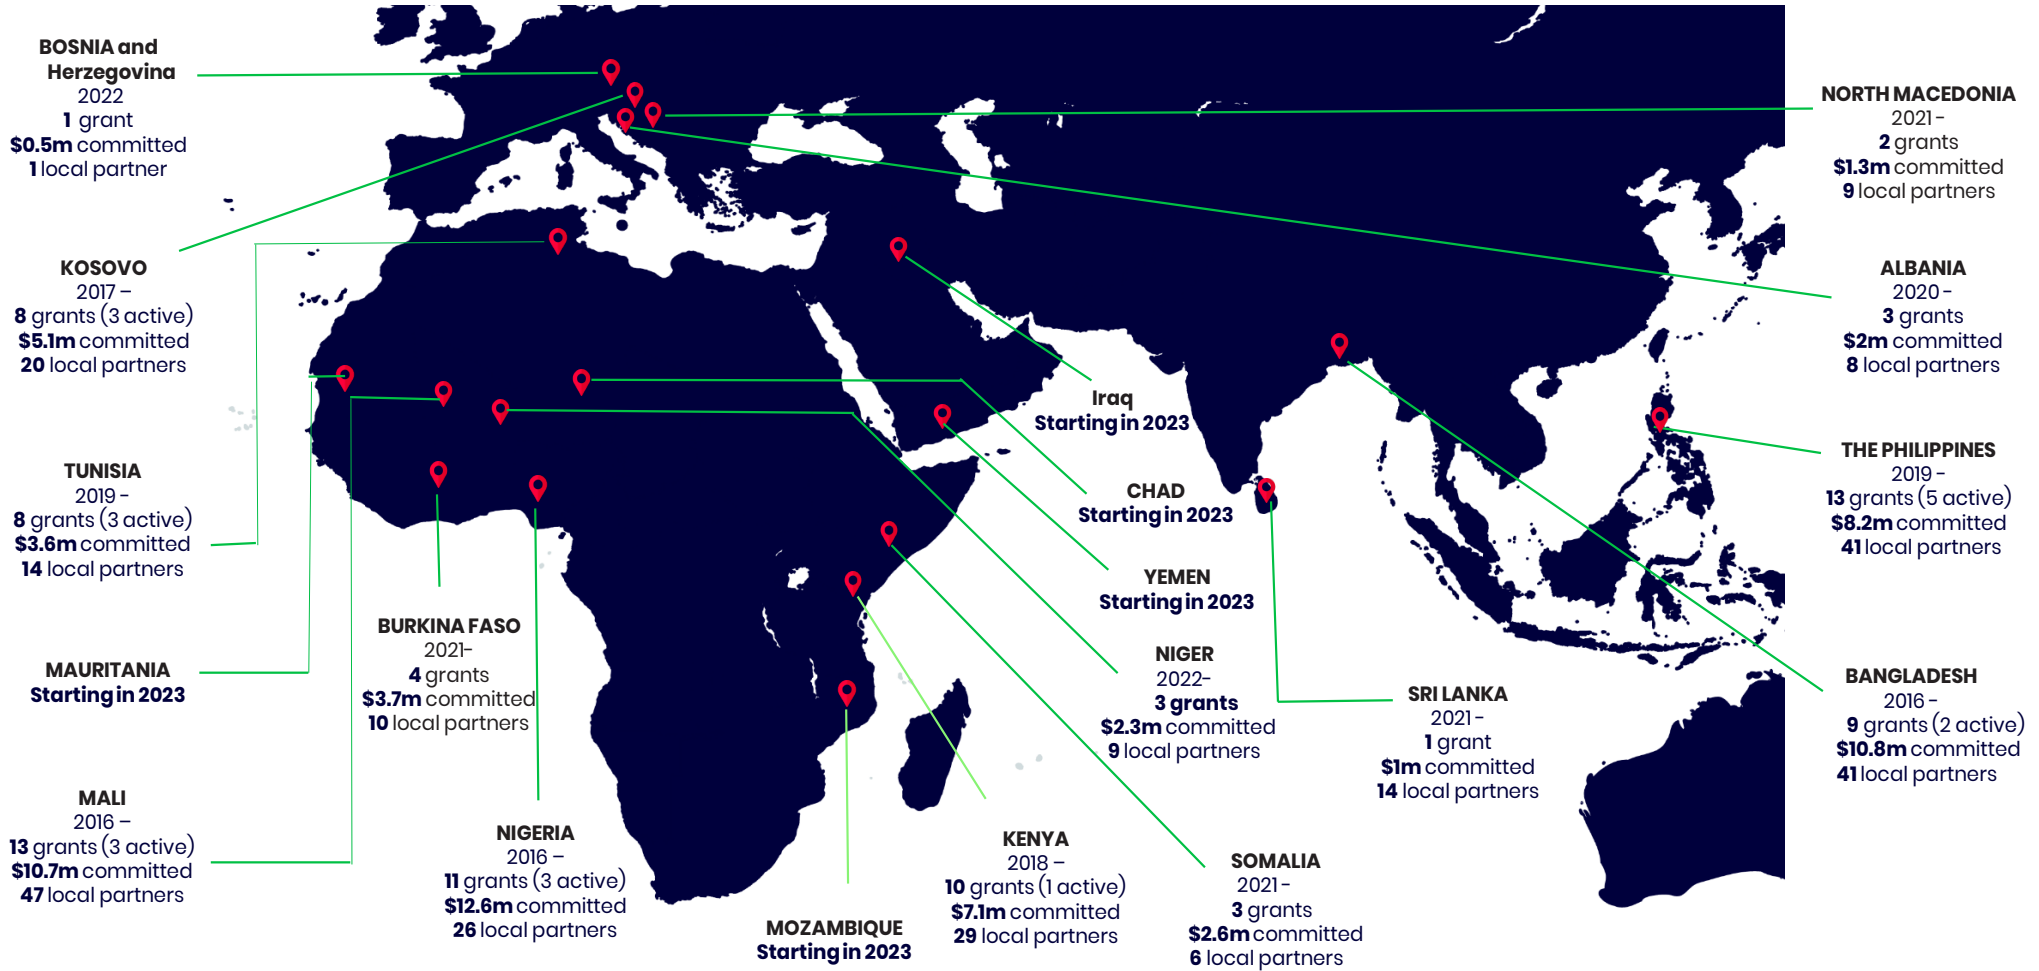 BOSNIA and
Herzegovina
2022
1 grant
$0.5m committed
1 local partner
KOSOVO
2017 –
8 grants (3 active)
$5.1m committed
20 local partners
TUNISIA
2019 -
8 grants (3 active)
$3.6m committed
14 local partners
MAURITANIA
Starting in 2023
MALI
2016 –
13 grants (3 active)
$10.7m committed
47 local partners
BURKINA FASO
2021-
4 grants
$3.7m committed
10 local partners
NIGERIA
2016 –
11 grants (3 active)
$12.6m committed
26 local partners
MOZAMBIQUE
Starting in 2023
KENYA
2018 –
10 grants (1 active)
$7.1m committed
29 local partners
SOMALIA
2021 -
3 grants
$2.6m committed
6 local partners
Iraq
Starting in 2023
CHAD
Starting in 2023
YEMEN
Starting in 2023
NIGER
2022-
3 grants
$2.3m committed
9 local partners
SRI LANKA
2021 -
1 grant
$1m committed
14 local partners
NORTH MACEDONIA
2021 -
2 grants
$1.3m committed
9 local partners
ALBANIA
2020 -
3 grants
$2m committed
8 local partners
THE PHILIPPINES
2019 -
13 grants (5 active)
$8.2m committed
41 local partners
BANGLADESH
2016 -
9 grants (2 active)
$10.8m committed
41 local partners